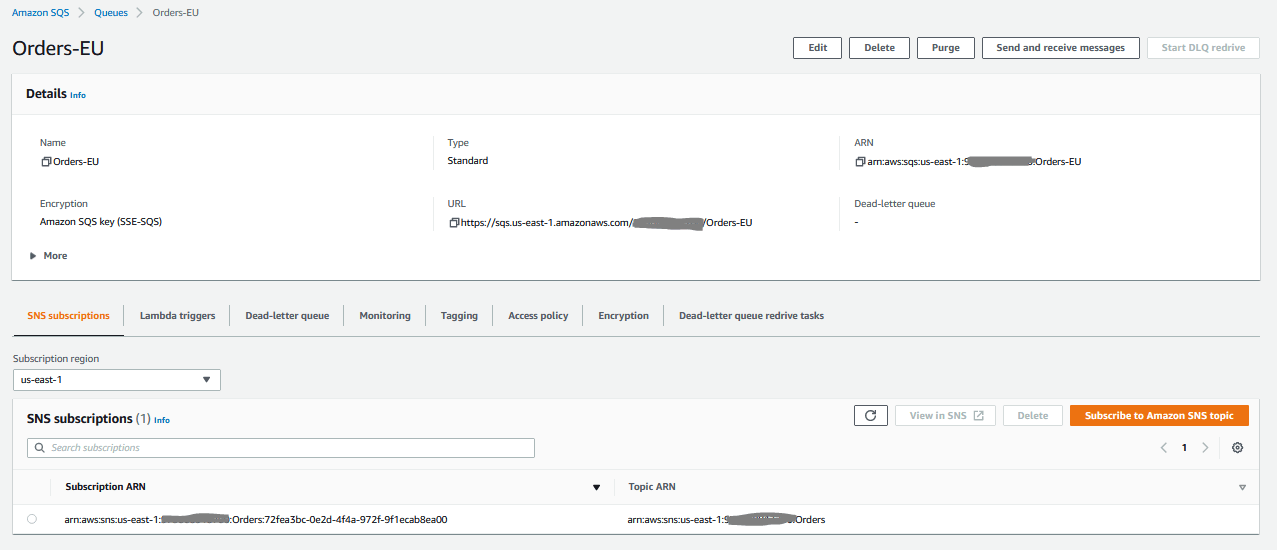 Amazon SQS > Queues > Orders-EU
Orders-EU
Edit Delete Purge Send and receive messages Start DLQ redrive
Details Info
Name Type ARN
Orders-EU Standard arn:aws:sqs:us-east-1:9 :Orders-EU
Encryption URL Dead-letter queue
Amazon SQS key (SSE-SQS) https://sqs.us-east-1.amazonaws.com/ /Orders-EU -
More
SNS subscriptions Lambda triggers Dead-letter queue Monitoring Tagging Access policy Encryption Dead-letter queue redrive tasks
Subscription region
us-east-1
SNS subscriptions (1) Info View in SNS Delete Subscribe to Amazon SNS topic
Search subscriptions 1
Subscription ARN Topic ARN
arn:aws:sns:us-east-1: :Orders:72fea3bc-0e2d-4f4a-972f-9f1ecab8ea00 arn:aws:sns:us-east-1:9 :Orders